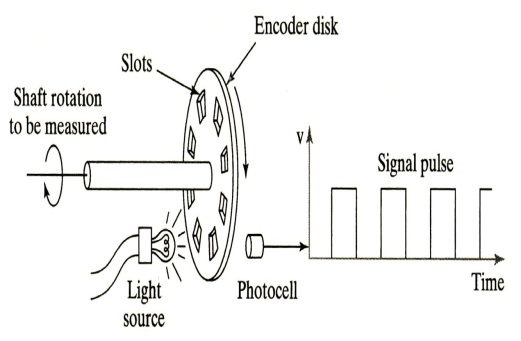 Encoder disk
Slots
Shaft rotation
to be measured
V
Signal pulse
Time
Light
source
Photocell